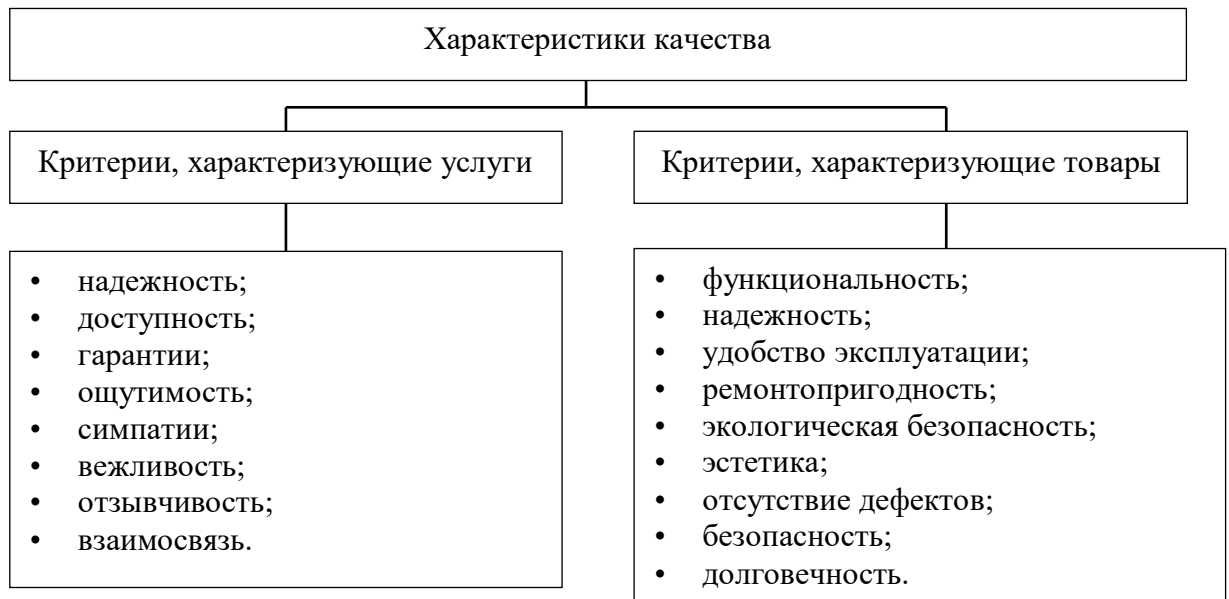 Характеристики качества
Критерии, характеризующие услуги
Критерии, характеризующие товары
• надежность;
• доступность;
• гарантии;
• ощутимость;
• симпатии;
• вежливость;
• отзывчивость;
• взаимосвязь.
• функциональность;
• надежность;
• удобство эксплуатации;
• ремонтопригодность;
• экологическая безопасность;
• эстетика;
• отсутствие дефектов;
• безопасность;
• долговечность.